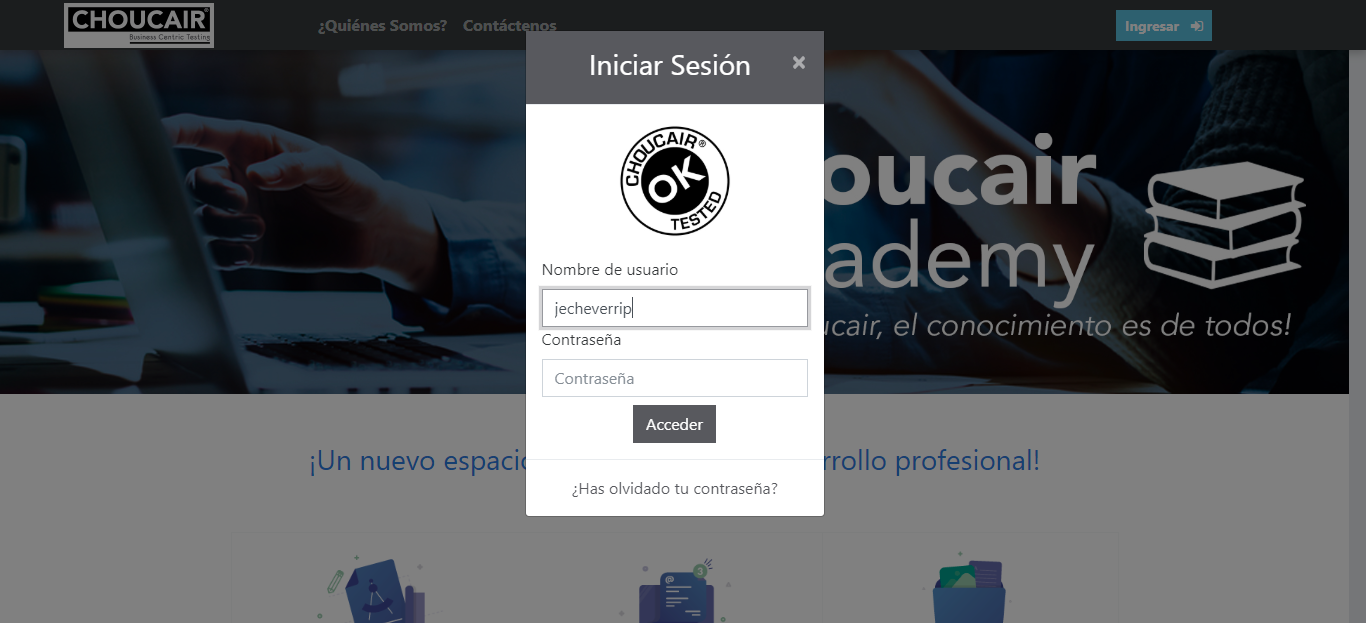 CHOUCAIR®
Business Centric Testing
¿Quiénes Somos?
Contáctenos
Ingresar
Iniciar Sesión
×
CHOUCAIR®
OK
TESTED
Nombre de usuario
jecheverrip
Contraseña
Contraseña
Acceder
¿Has olvidado tu contraseña?
oucair
ademy
ucair, el conocimiento es de todos!
¡Un nuevo espacio
rrollo profesional!
3